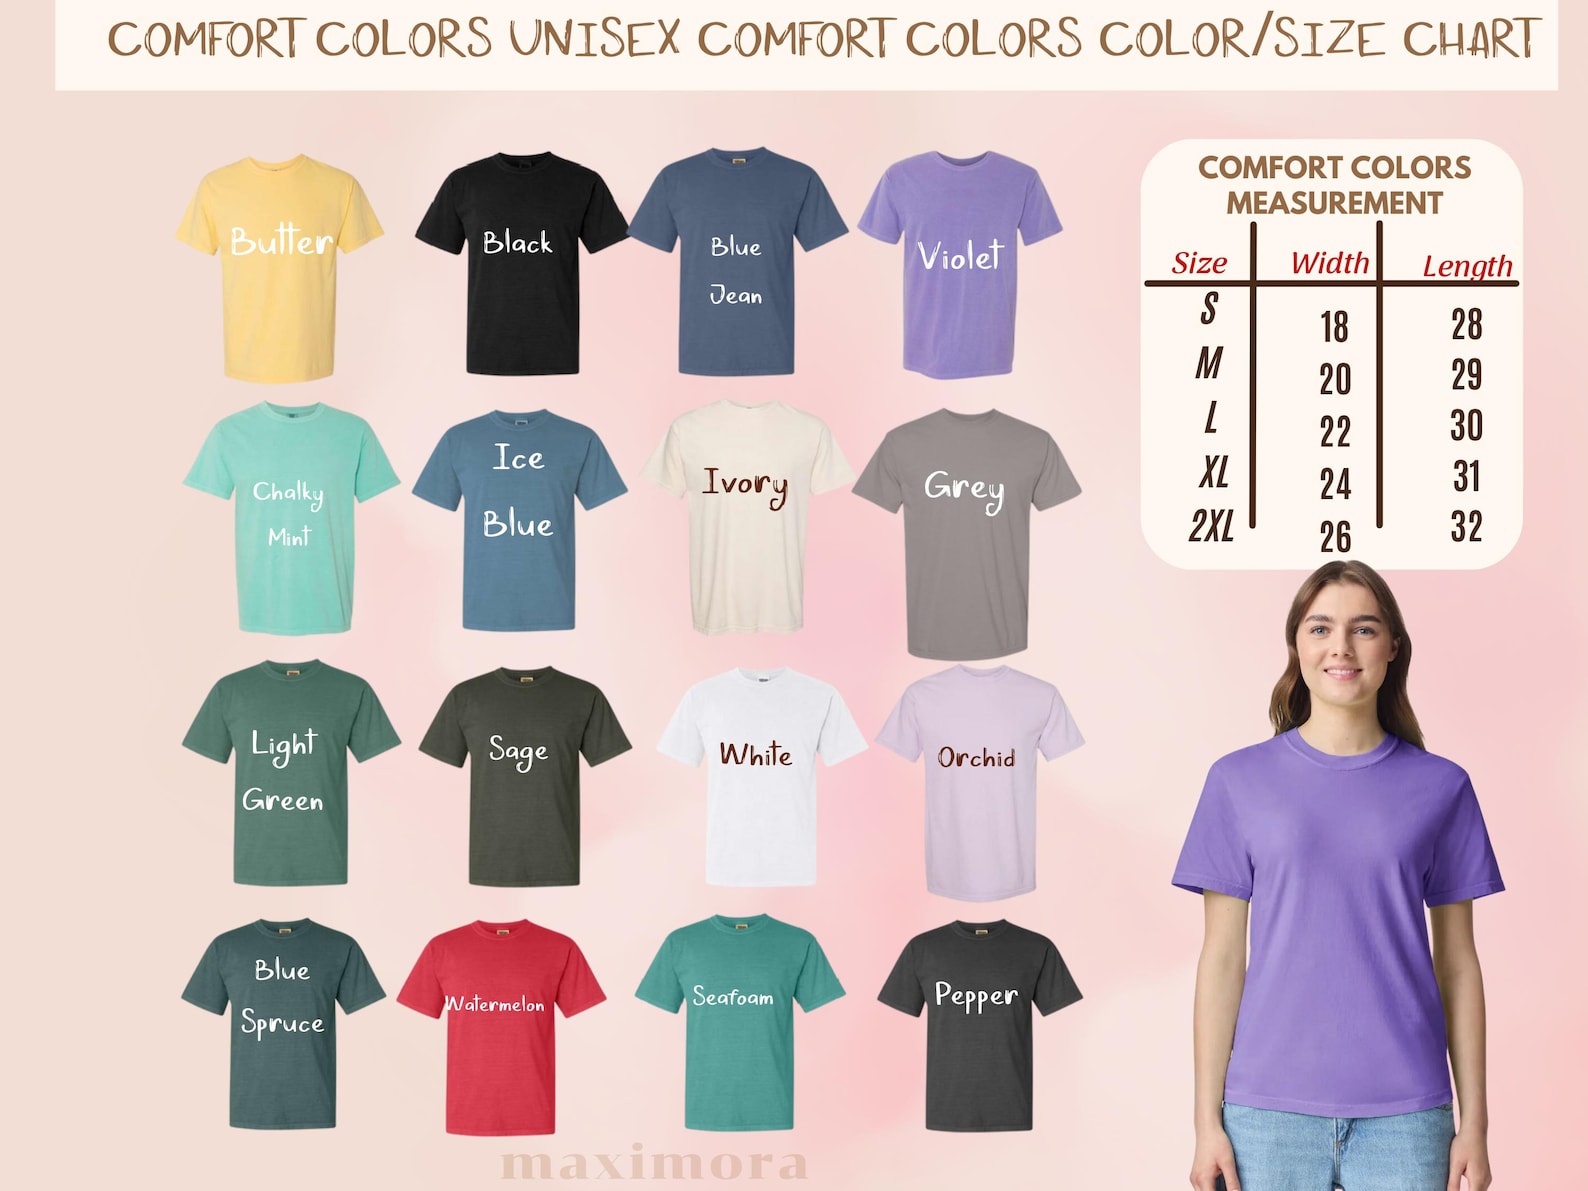 COMFORT COLORS UNISEX COMFORT COLORS COLOR/SIZE CHART
Butter
Black
Blue
Jean
Violet
Chalky
Mint
Ice
Blue
Ivory
Grey
Light
Green
Sage
White
Orchid
Blue
Spruce
Watermelon
Seafoam
Pepper
COMFORT COLORS
MEASUREMENT
Size Width Length
S 18 28
M 20 29
L 22 30
XL 24 31
2XL 26 32
maximora